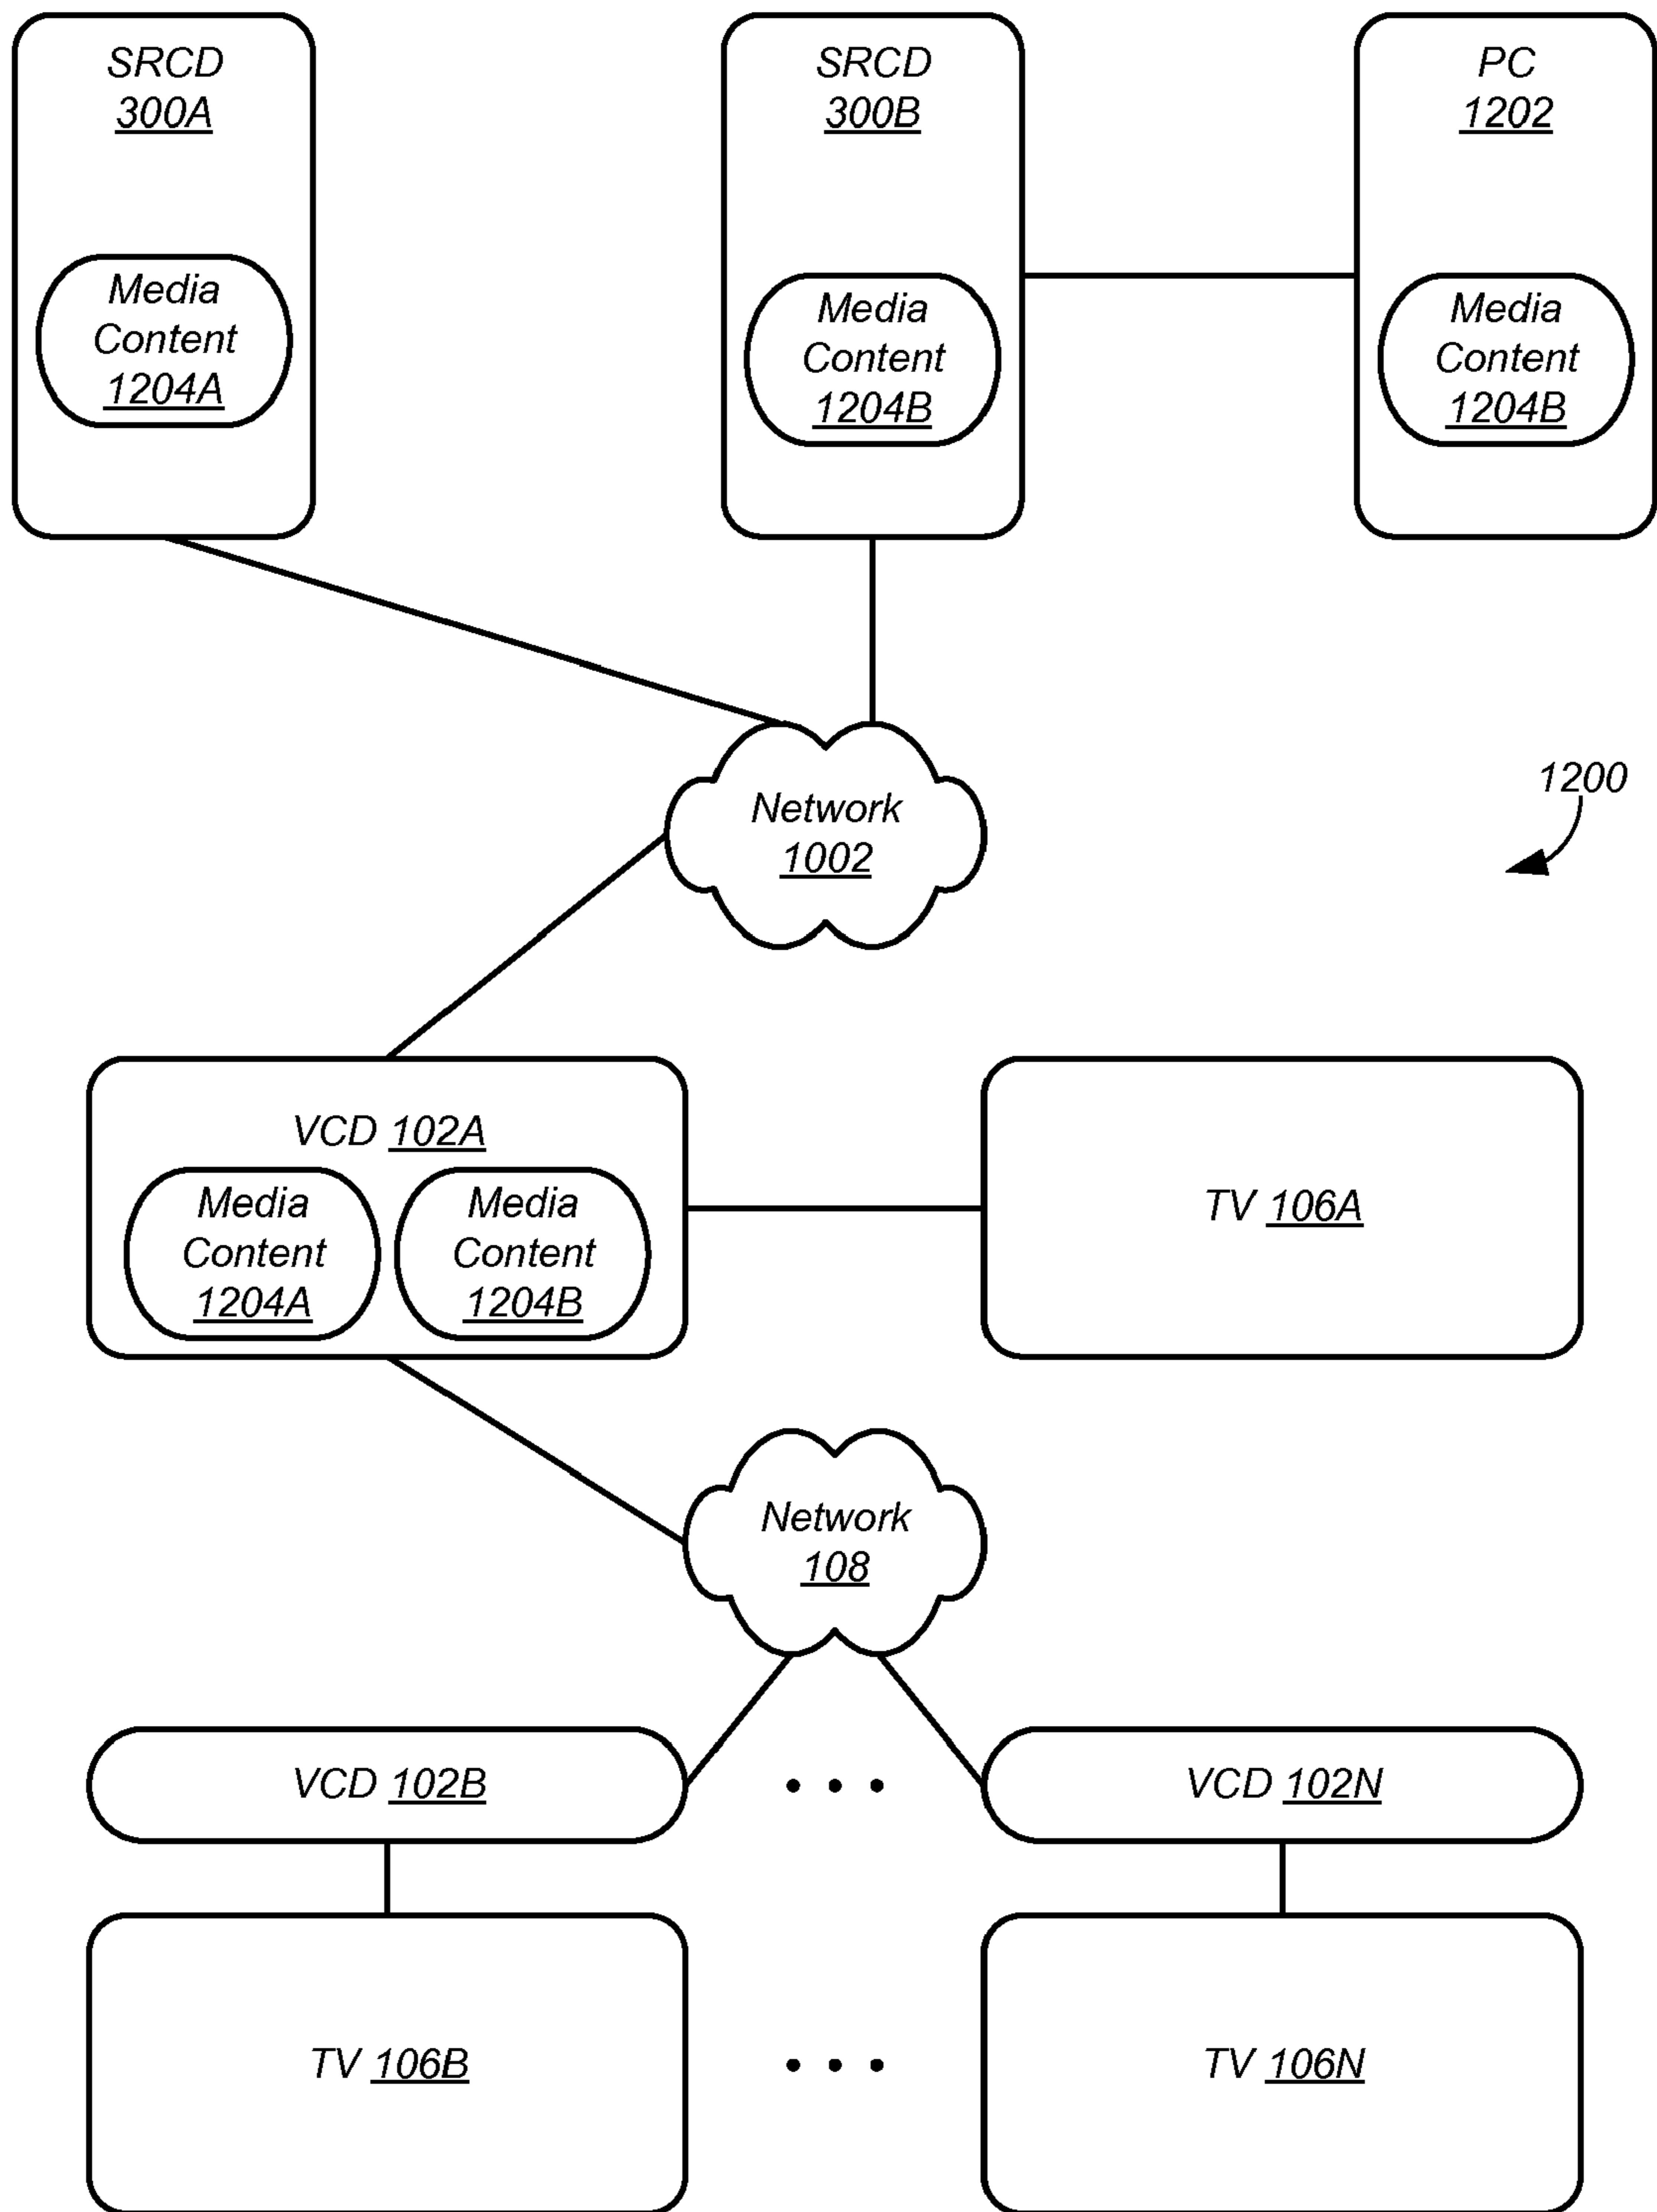 SRCD
300A
Media
Content
1204A
SRCD
300B
Media
Content
1204B
PC
1202
Media
Content
1204B
Network
1002
1200
VCD 102A
Media
Content
1204A
Media
Content
1204B
TV 106A
Network
108
VCD 102B
. . .
VCD 102N
TV 106B
. . .
TV 106N